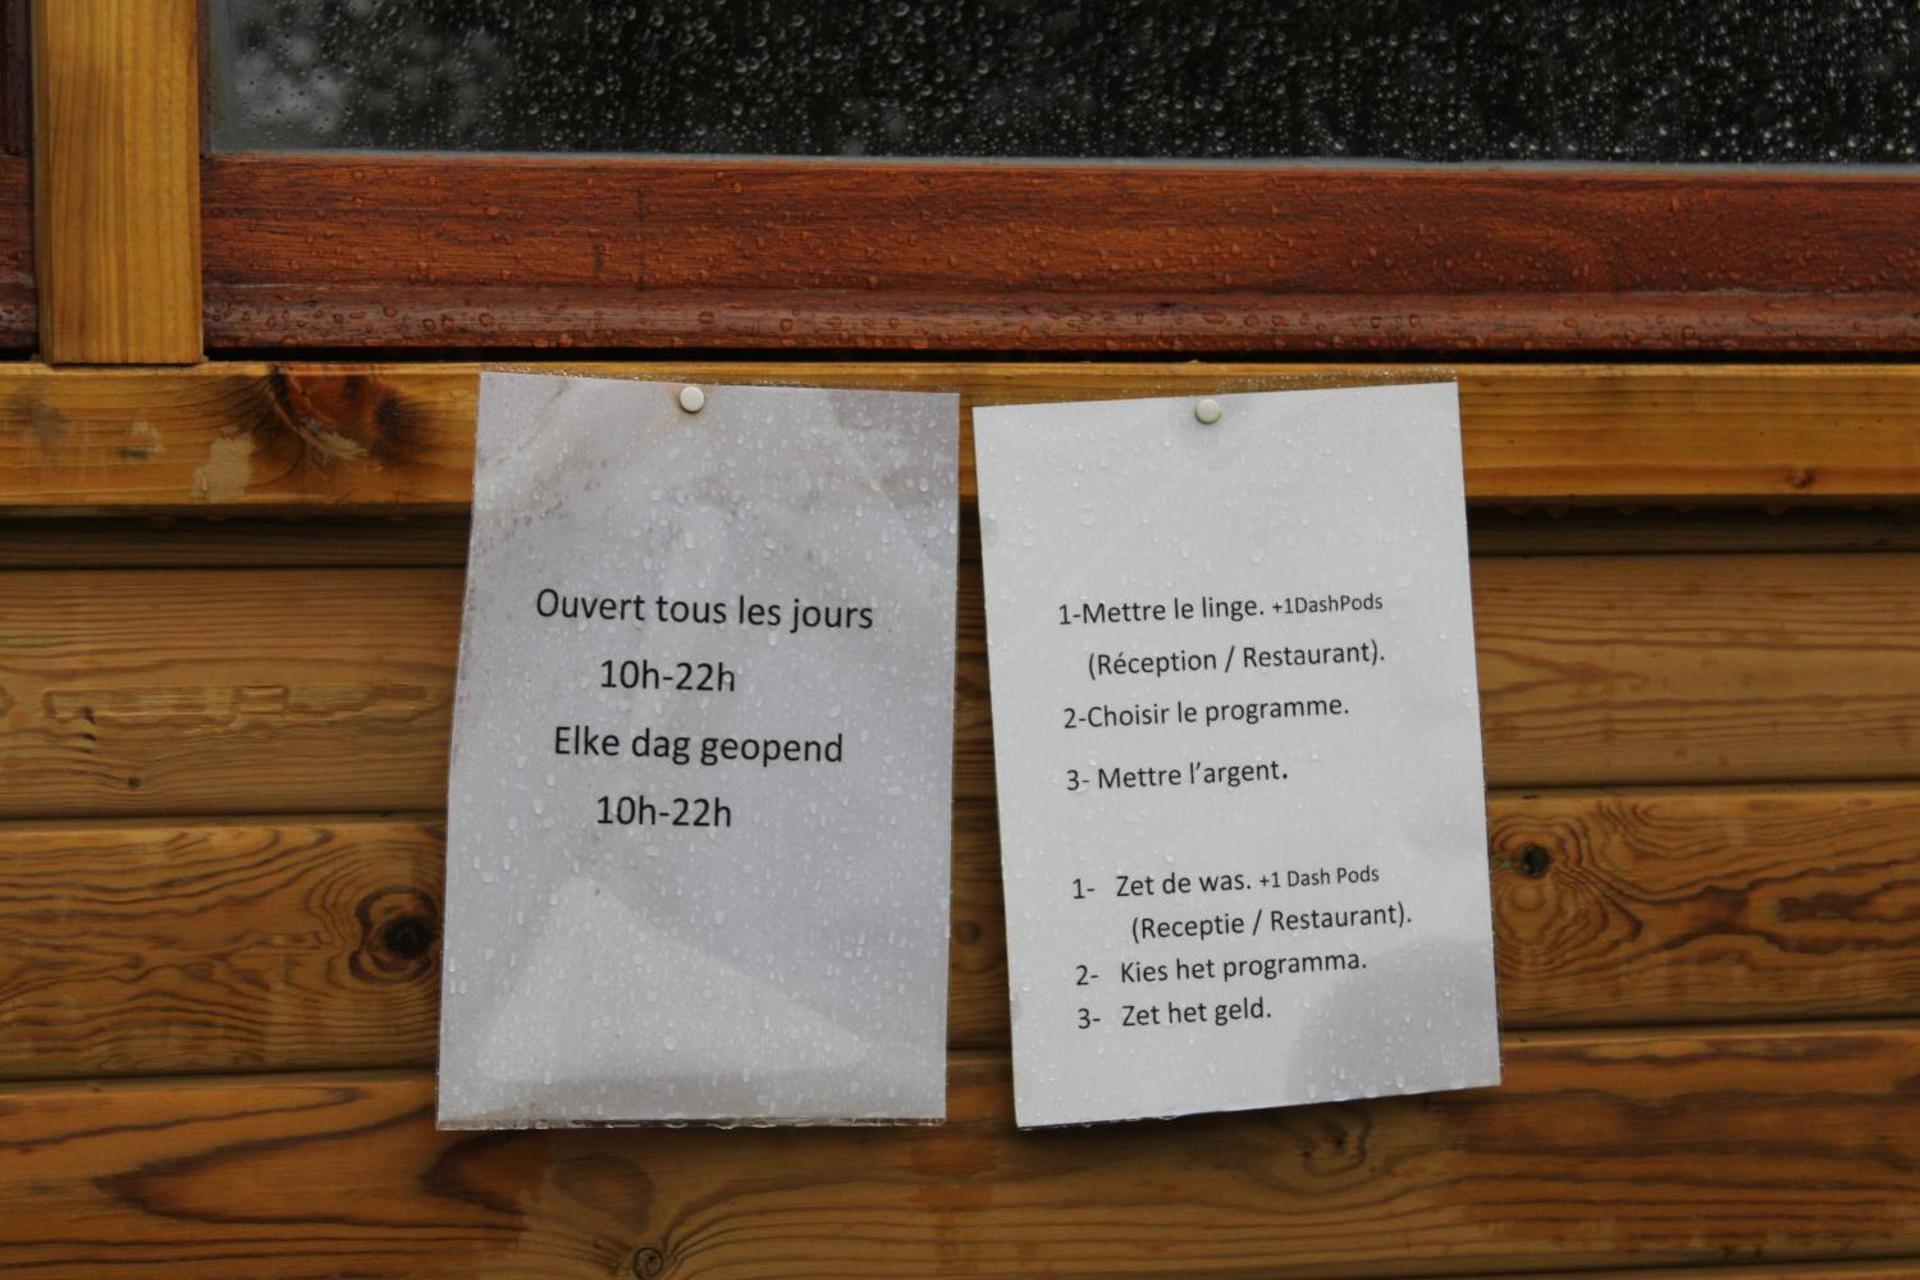 Ouvert tous les jours
10h-22h
Elke dag geopend
10h-22h
1-Mettre le linge. +1DashPods
(Réception / Restaurant).
2-Choisir le programme.
3- Mettre l’argent.
1- Zet de was. +1 Dash Pods
(Receptie / Restaurant).
2- Kies het programma.
3- Zet het geld.